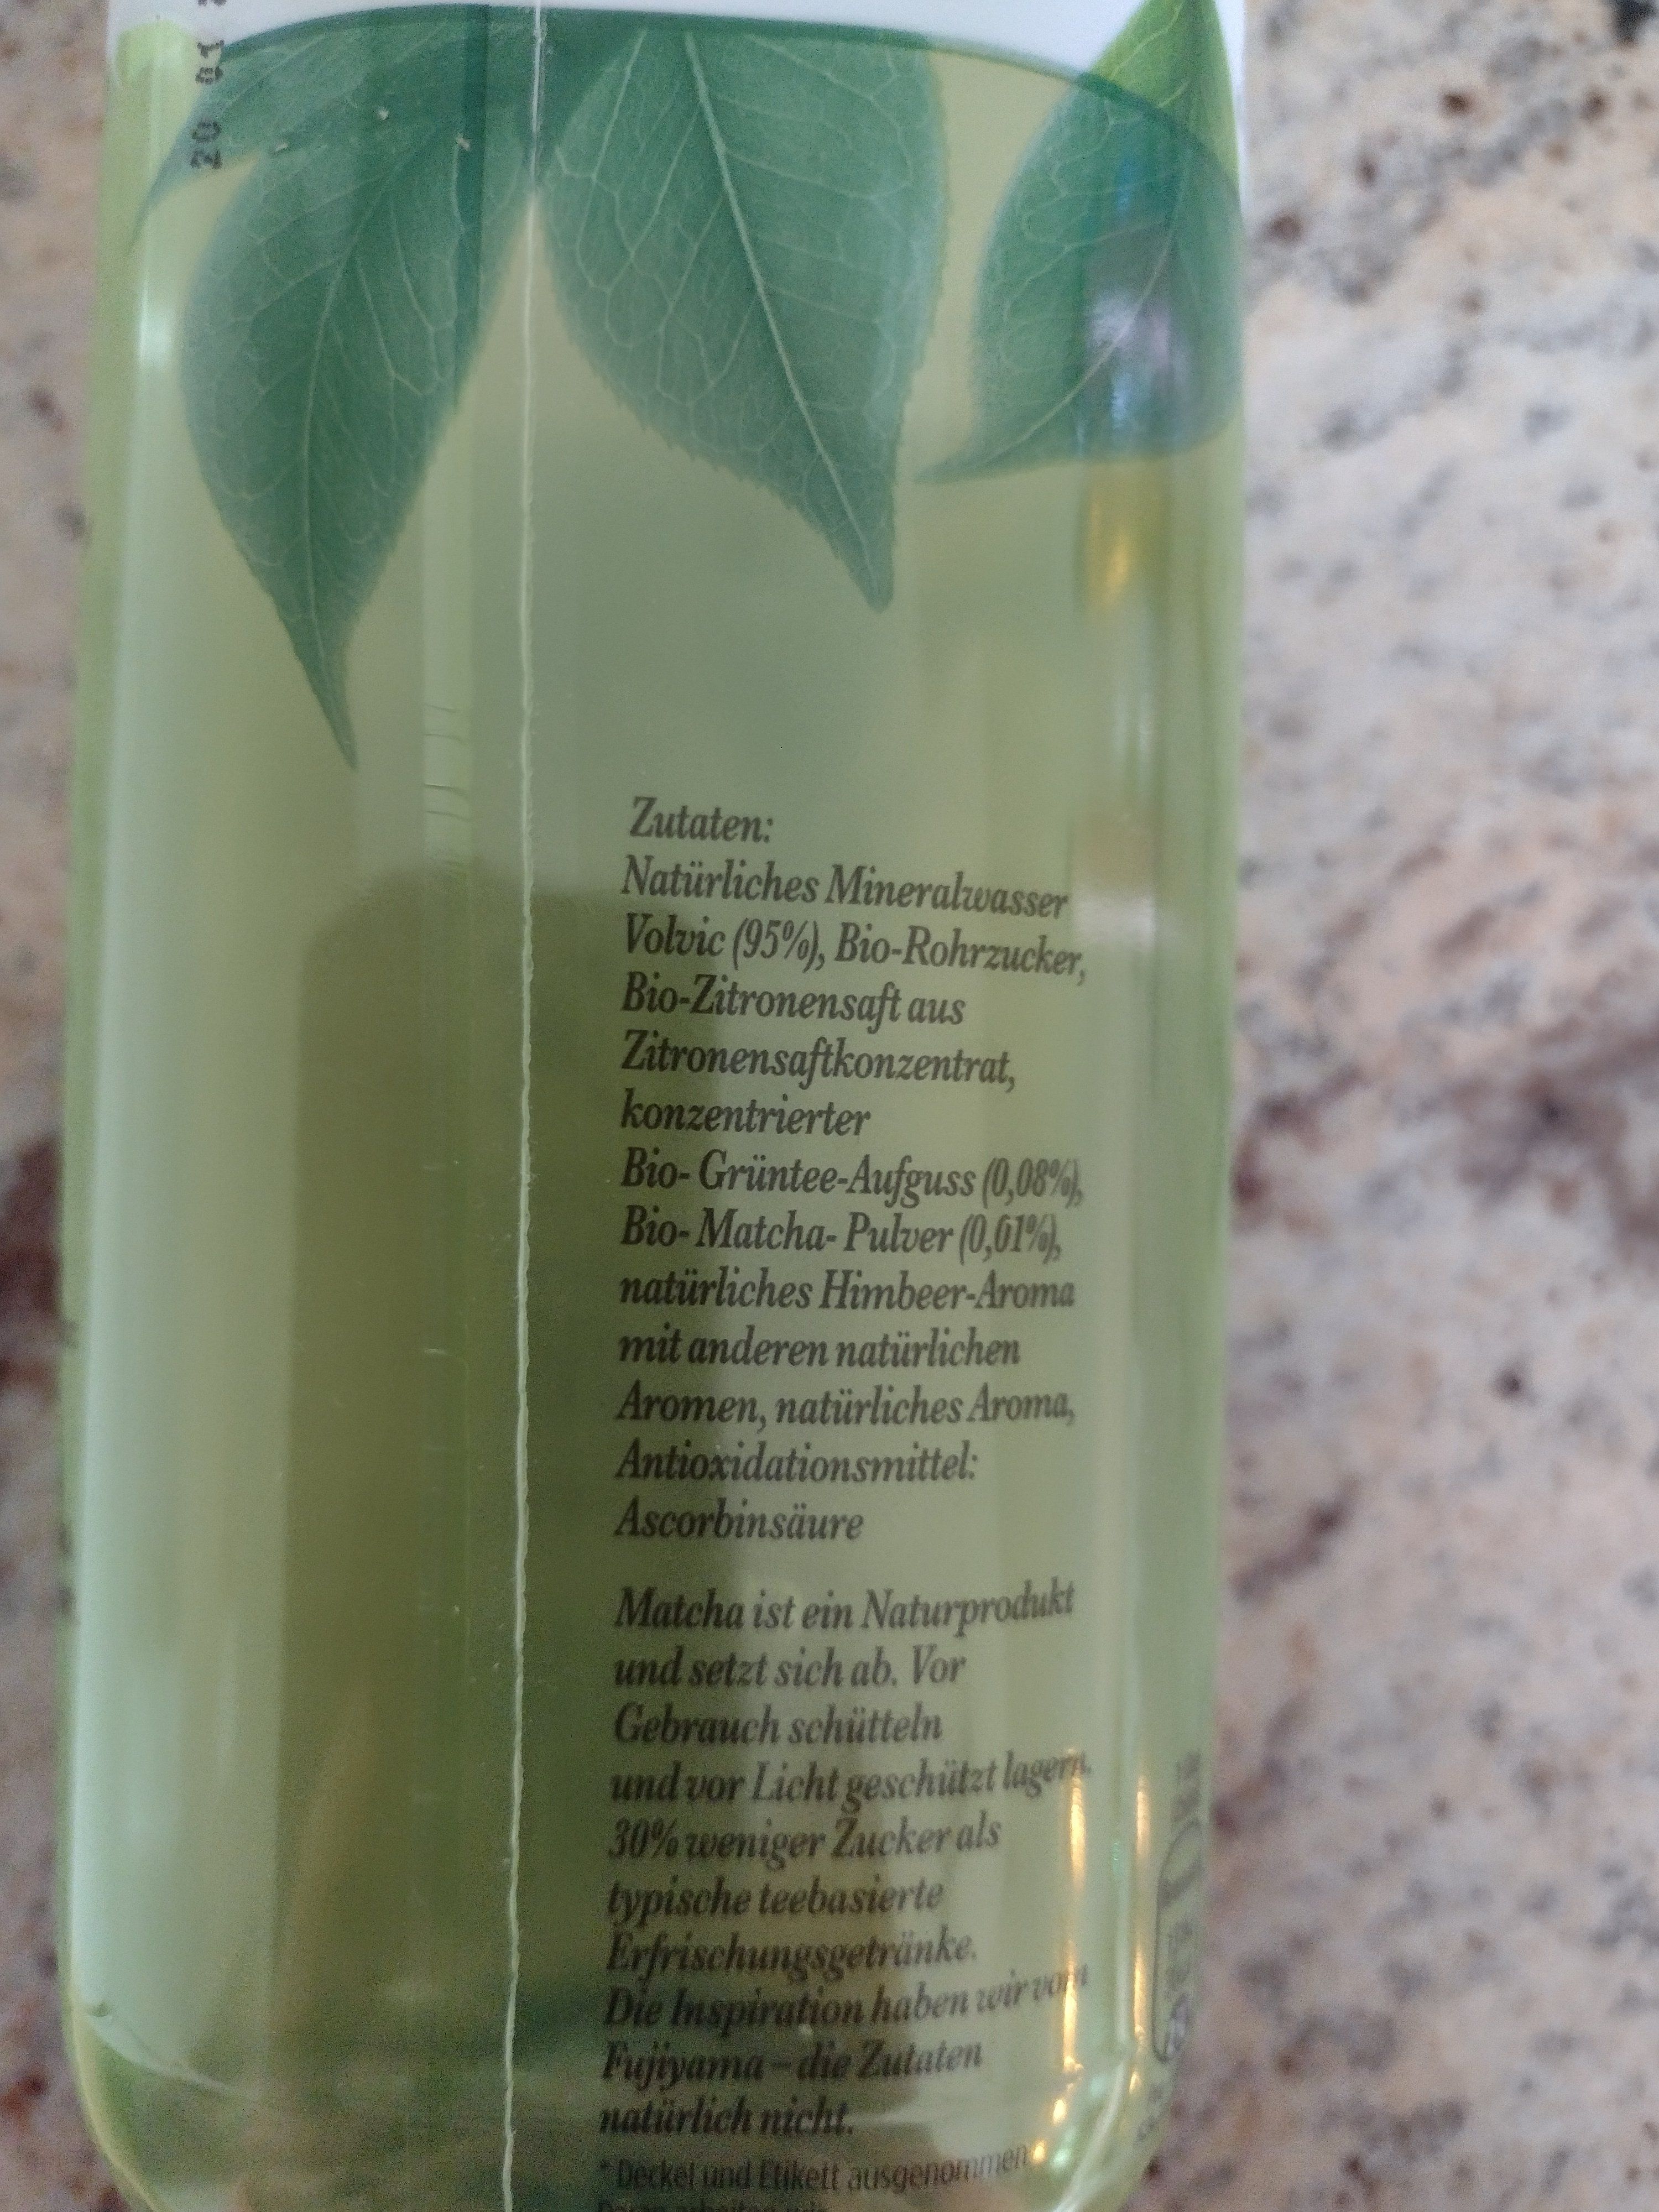 20 01
Zutaten:
Natürliches Mineralwasser
Volvic (95%), Bio-Rohrzucker,
Bio-Zitronensaft aus
Zitronensaftkonzentrat,
konzentrierter
Bio- Grüntee-Aufguss (0,08%),
Bio- Matcha- Pulver (0,01%),
natürliches Himbeer-Aroma
mit anderen natürlichen
Aromen, natürliches Aroma,
Antioxidationsmittel:
Ascorbinsäure
Matcha ist ein Naturprodukt
und setzt sich ab. Vor
Gebrauch schütteln
und vor Licht geschützt lagern.
30% weniger Zucker als
typische teebasierte
Erfrischungsgetränke.
Die Inspiration haben wir vom
Fujiyama – die Zutaten
natürlich nicht.
* Deckel und Etikett ausgenommen